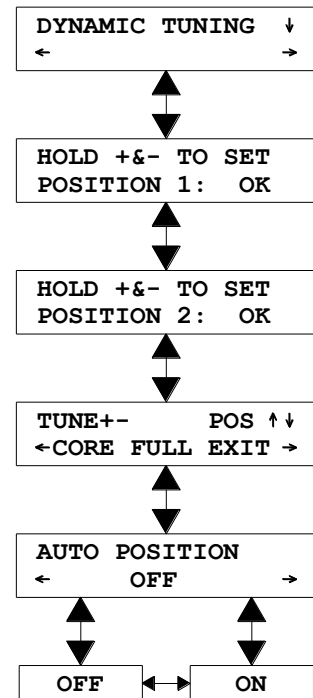 DYNAMIC TUNING ↓
← →
HOLD +&- TO SET
POSITION 1: OK
HOLD +&- TO SET
POSITION 2: OK
TUNE+- POS ↑↓
←CORE FULL EXIT →
AUTO POSITION
← OFF →
OFF ON